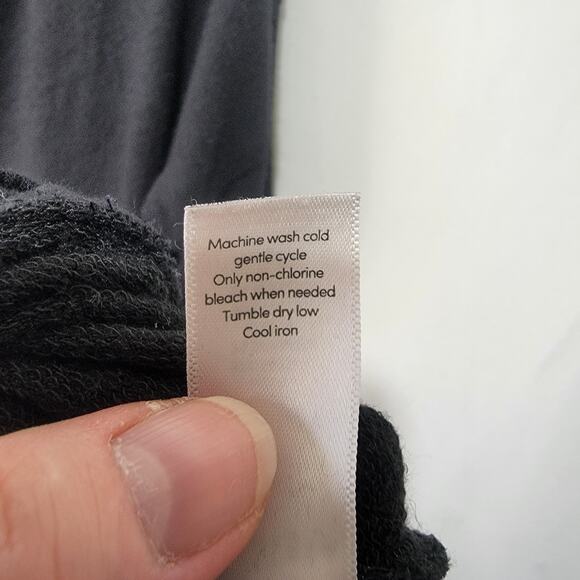 Machine wash cold
gentle cycle
Only non-chlorine
bleach when needed
Tumble dry low
Cool iron